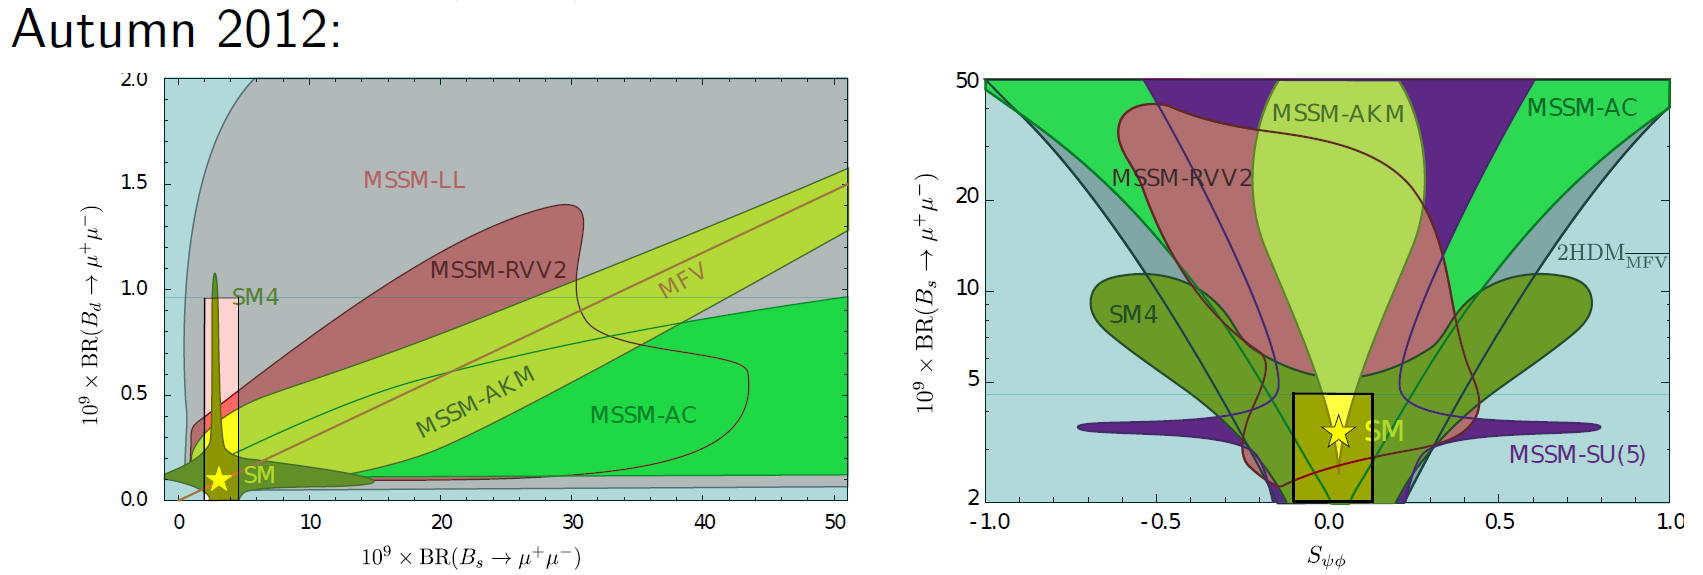 Autumn 2012:
2.0
1.5
1.0
0.5
0.0
0 10 20 30 40 50
10⁹ × BR(B_d → μ⁺μ⁻)
10⁹ × BR(B_s → μ⁺μ⁻)
MSSM-LL
MSSM-RVV2
SM4
MFV
MSSM-AKM
MSSM-AC
SM
50
20
10
5
2
-1.0 -0.5 0.0 0.5 1.0
10⁹ × BR(B_s → μ⁺μ⁻)
S_ψϕ
MSSM-AKM
MSSM-AC
MSSM-RVV2
2HDM_MFV̅
SM4
SM
MSSM-SU(5)